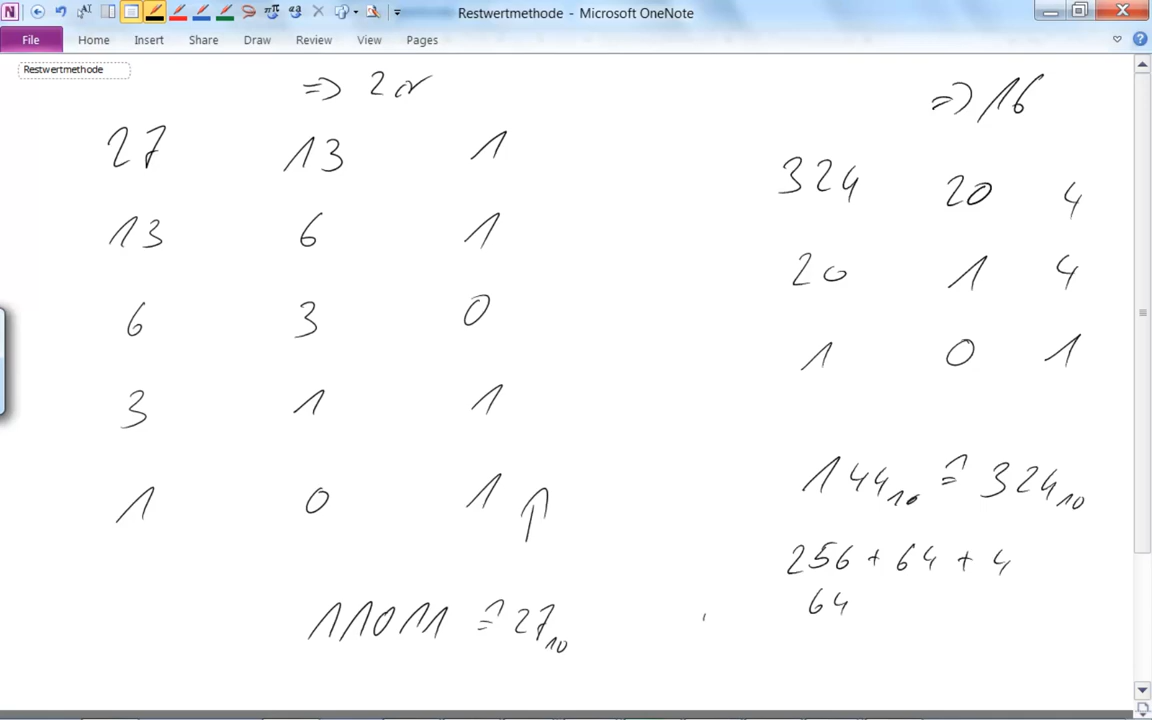 Restwertmethode - Microsoft OneNote
File Home Insert Share Draw Review View Pages
Restwertmethode
=> 2er
27 13 1
13 6 1
6 3 0
3 1 1
1 0 1 ↑
11011 ≙ 27₁₀
=> 16
324 20 4
20 1 4
1 0 1
144₁₆ ≙ 324₁₀
256 + 64 + 4
64